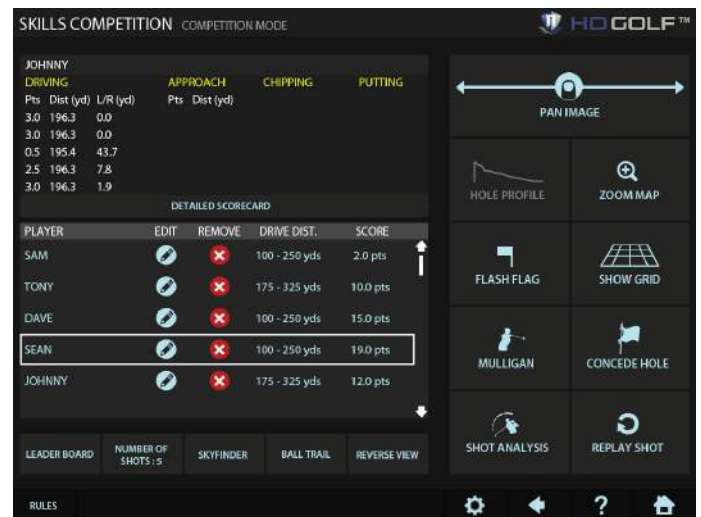 SKILLS COMPETITION COMPETITION MODE
HD GOLF™
JOHNNY
DRIVING APPROACH CHIPPING PUTTING
Pts Dist (yd) L/R (yd) Pts Dist (yd)
3.0 196.3 0.0
3.0 196.3 0.0
0.5 195.4 43.7
2.5 196.3 7.8
3.0 196.3 1.9
DETAILED SCORECARD
PLAYER EDIT REMOVE DRIVE DIST. SCORE
SAM 100 - 250 yds 2.0 pts
TONY 175 - 325 yds 10.0 pts
DAVE 100 - 250 yds 15.0 pts
SEAN 100 - 250 yds 19.0 pts
JOHNNY 175 - 325 yds 12.0 pts
LEADER BOARD
NUMBER OF
SHOTS : 5
SKYFINDER
BALL TRAIL
REVERSE VIEW
PAN IMAGE
HOLE PROFILE ZOOM MAP
FLASH FLAG SHOW GRID
MULLIGAN CONCEDE HOLE
SHOT ANALYSIS REPLAY SHOT
RULES ?